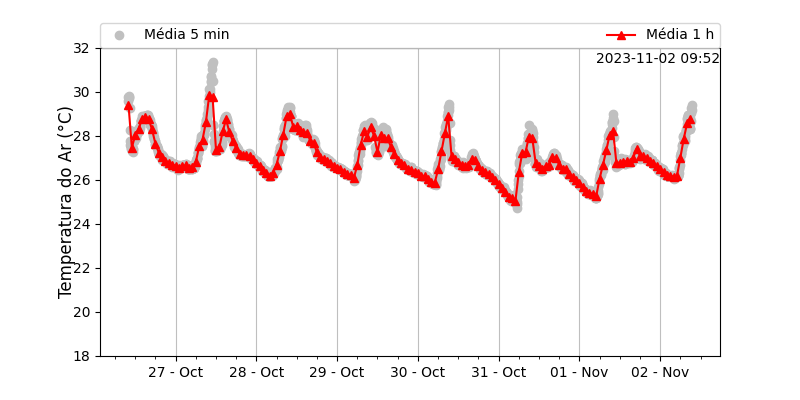 Média 5 min
Média 1 h
2023-11-02 09:52
Temperatura do Ar (°C)
32
30
28
26
24
22
20
18
27 - Oct
28 - Oct
29 - Oct
30 - Oct
31 - Oct
01 - Nov
02 - Nov